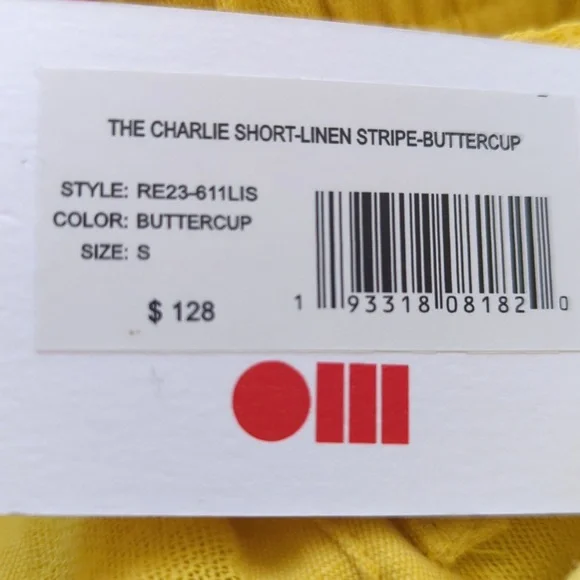 THE CHARLIE SHORT-LINEN STRIPE-BUTTERCUP
STYLE: RE23-611LIS
COLOR: BUTTERCUP
SIZE: S
$ 128
1 93318 08182 0